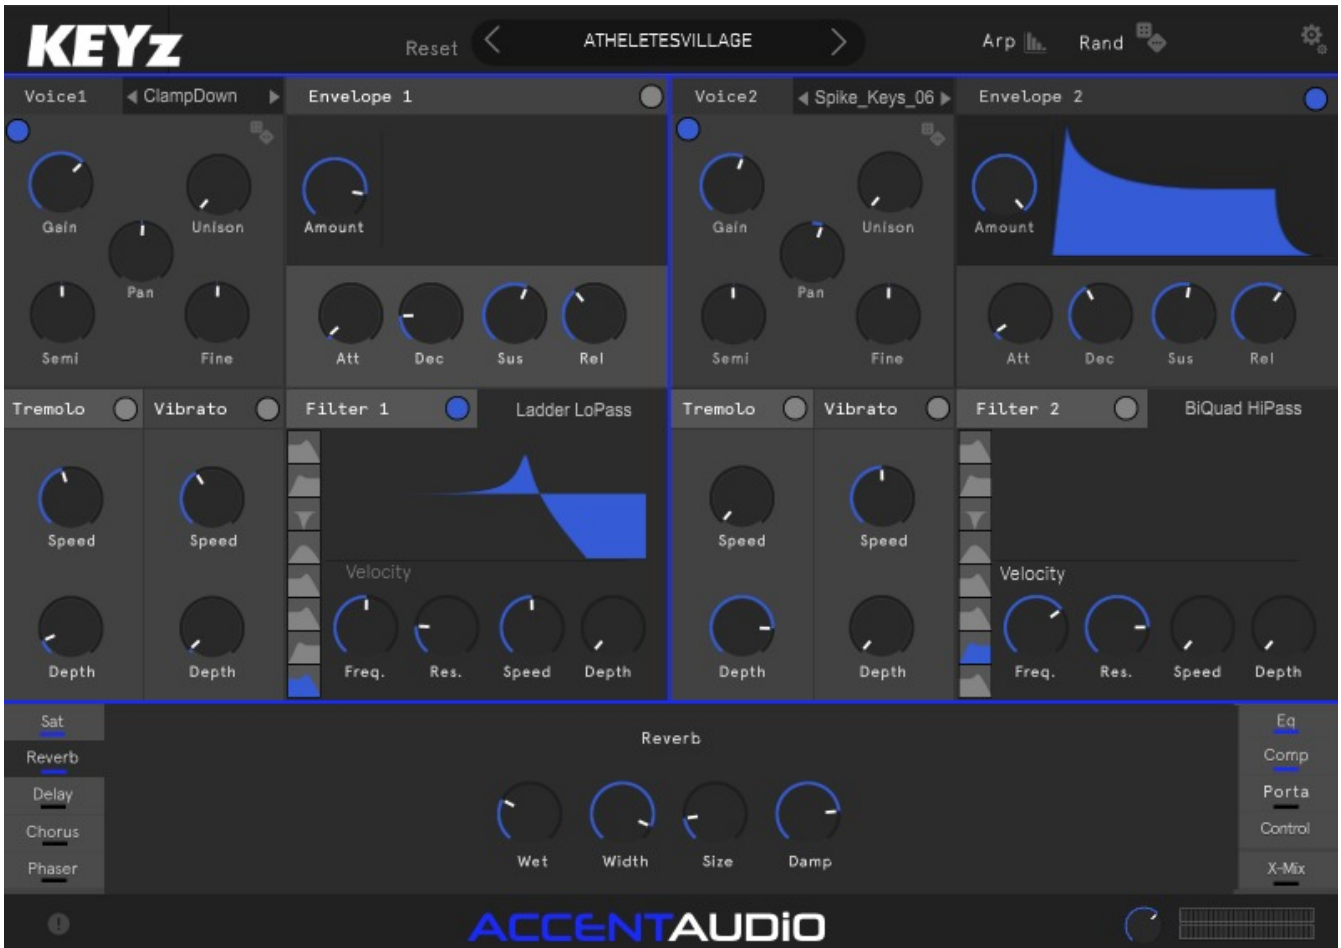 KEYz
Reset
ATHELETESVILLAGE
Arp
Rand
Voice1
ClampDown
Envelope 1
Gain
Unison
Pan
Semi
Fine
Amount
Att
Dec
Sus
Rel
Voice2
Spike_Keys_06
Envelope 2
Gain
Unison
Pan
Semi
Fine
Amount
Att
Dec
Sus
Rel
Tremolo
Vibrato
Filter 1
Ladder LoPass
Speed
Speed
Depth
Depth
Velocity
Freq.
Res.
Speed
Depth
Tremolo
Vibrato
Filter 2
BiQuad HiPass
Speed
Speed
Depth
Depth
Velocity
Freq.
Res.
Speed
Depth
Sat
Reverb
Delay
Chorus
Phaser
Reverb
Wet
Width
Size
Damp
Eq
Comp
Porta
Control
X-Mix
ACCENTAUDiO